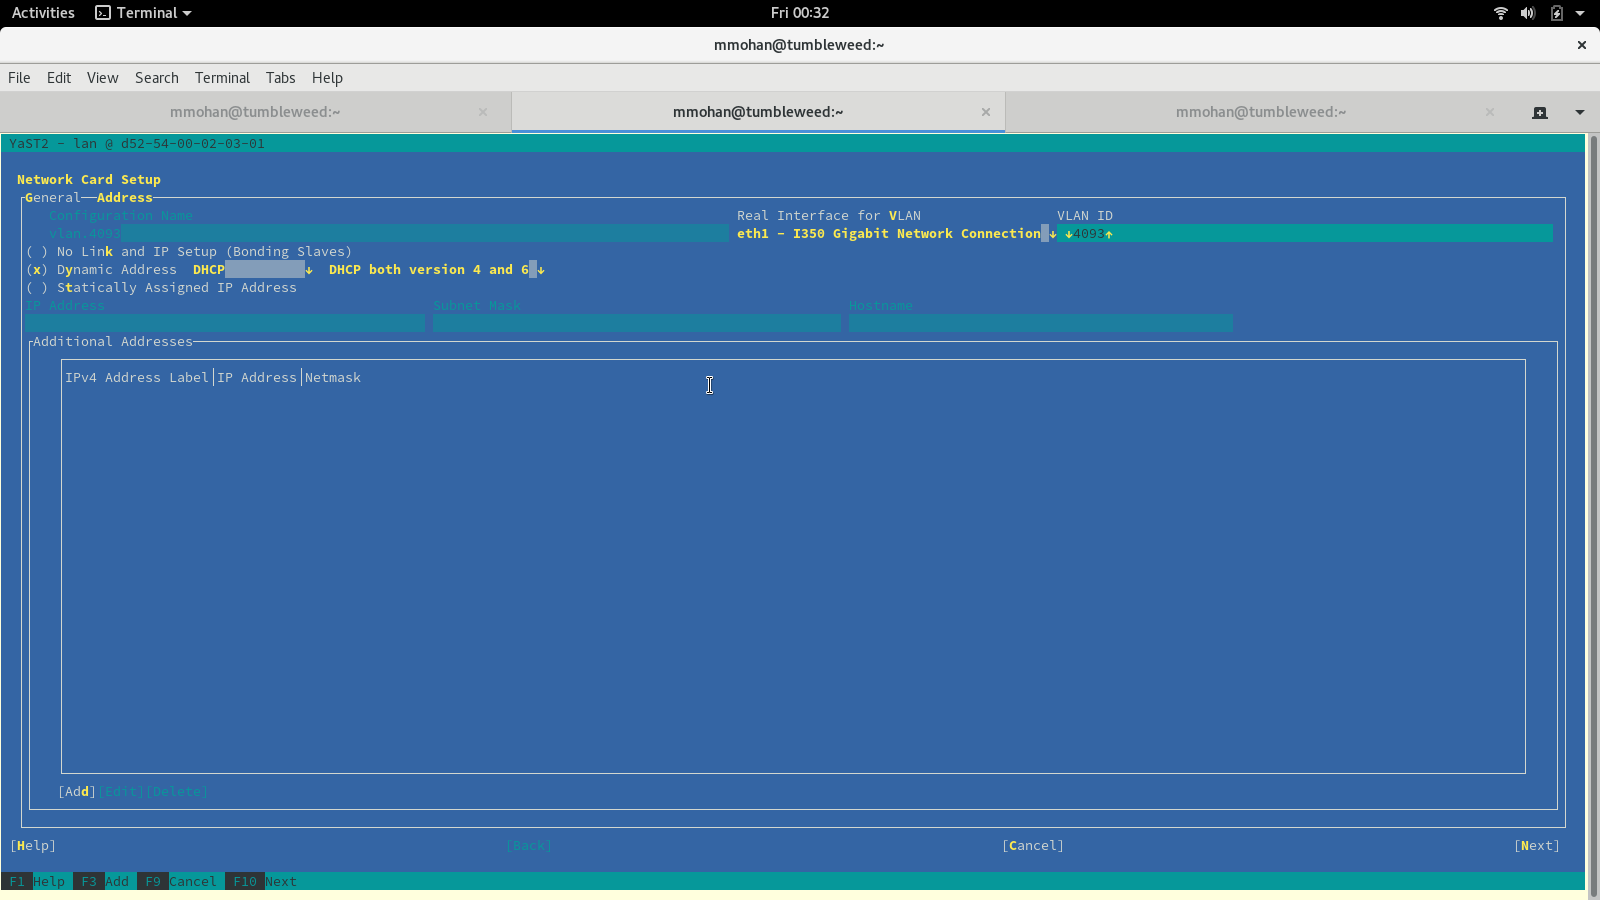 Activities Terminal Fri 00:32
mmohan@tumbleweed:~
File Edit View Search Terminal Tabs Help
mmohan@tumbleweed:~ mmohan@tumbleweed:~ mmohan@tumbleweed:~
YaST2 - lan @ d52-54-00-02-03-01
Network Card Setup
General Address
Configuration Name Real Interface for VLAN VLAN ID
vlan.4093 eth1 - I350 Gigabit Network Connection ↓ ↓4093↑
( ) No Link and IP Setup (Bonding Slaves)
(x) Dynamic Address DHCP ↓ DHCP both version 4 and 6 ↓
( ) Statically Assigned IP Address
IP Address Subnet Mask Hostname
Additional Addresses
IPv4 Address Label│IP Address│Netmask
[Add][Edit][Delete]
[Help] [Back] [Cancel] [Next]
F1 Help F3 Add F9 Cancel F10 Next